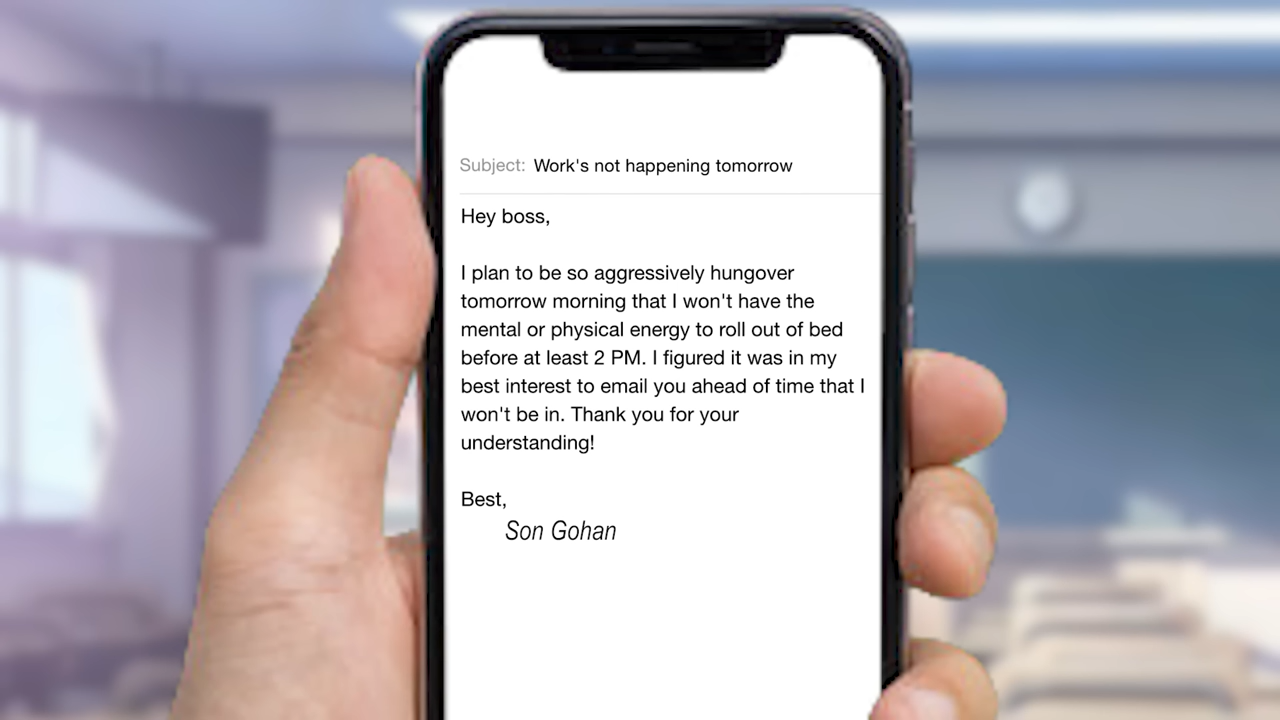 Subject: Work's not happening tomorrow
Hey boss,
I plan to be so aggressively hungover
tomorrow morning that I won't have the
mental or physical energy to roll out of bed
before at least 2 PM. I figured it was in my
best interest to email you ahead of time that I
won't be in. Thank you for your
understanding!
Best,
Son Gohan